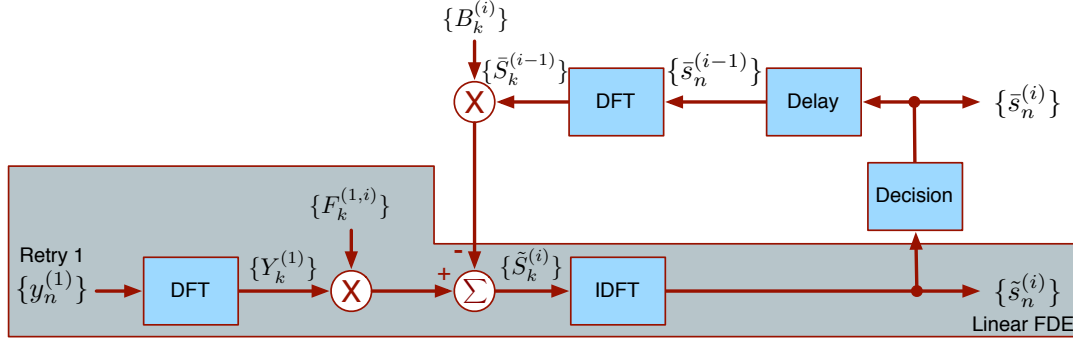 {B_k^{(i)}}
{S̄_k^{(i-1)}}
{s̄_n^{(i-1)}}
X
DFT
Delay
{s̄_n^{(i)}}
Decision
{F_k^{(1,i)}}
Retry 1
{y_n^{(1)}}
DFT
{Y_k^{(1)}}
X
+
-
Σ
{S̃_k^{(i)}}
IDFT
{s̃_n^{(i)}}
Linear FDE